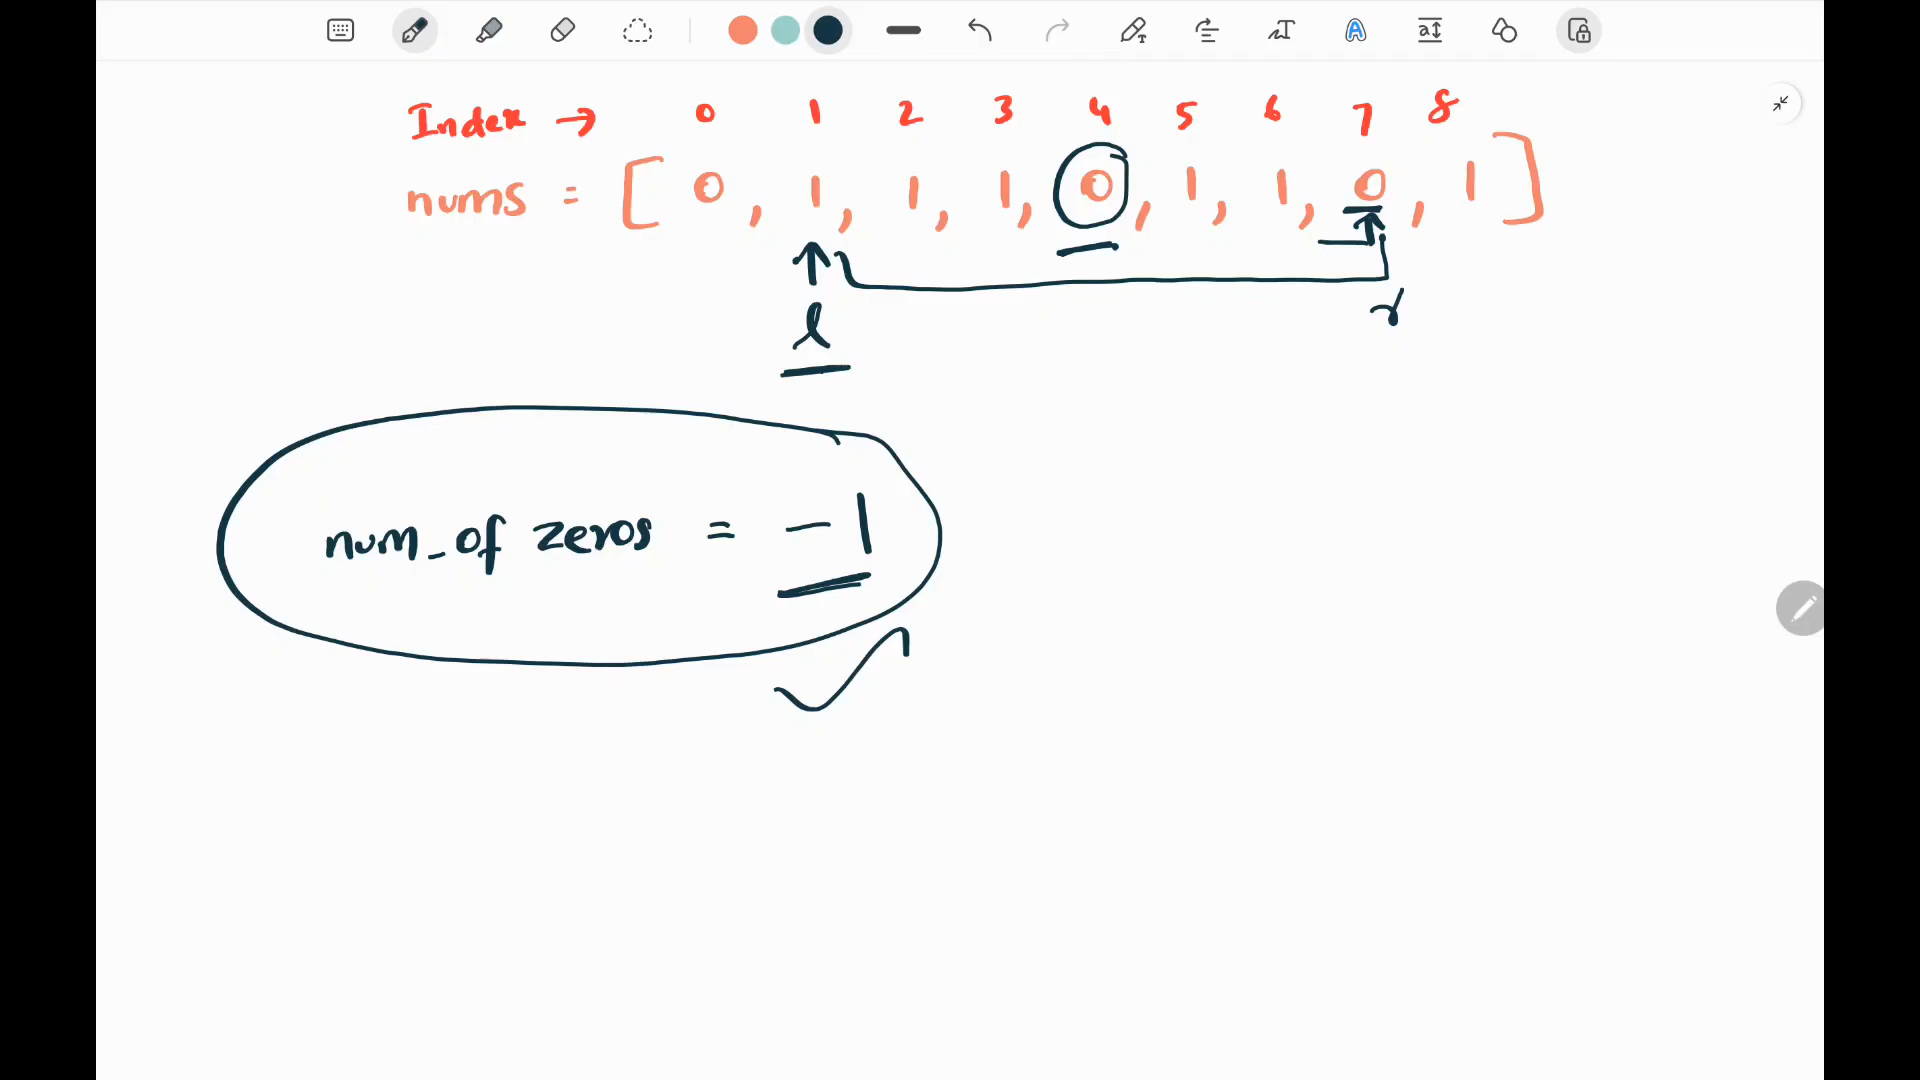 Index → 0 1 2 3 4 5 6 7 8
nums = [0, 1, 1, 1, 0, 1, 1, 0, 1]
l
r
num_of zeros = -1